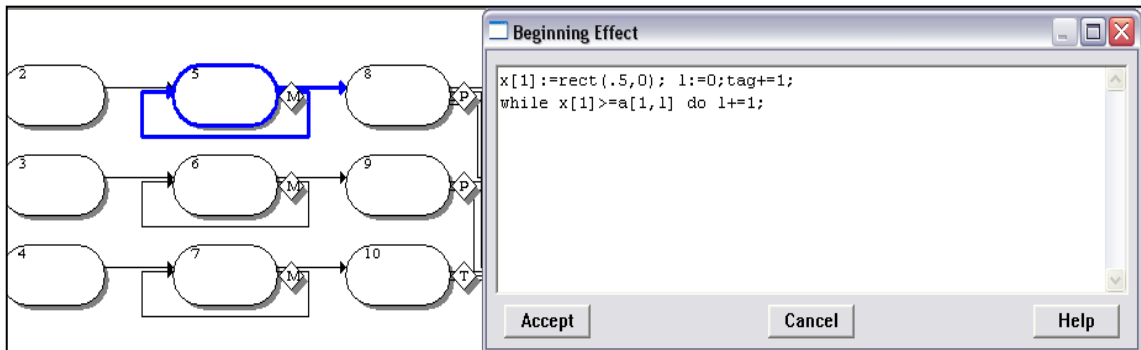 Beginning Effect
x[1]:=rect(.5,0); l:=0;tag+=1;
while x[1]>=a[1,l] do l+=1;
2
5
M
8
P
3
6
M
9
P
4
7
M
10
T
Accept
Cancel
Help